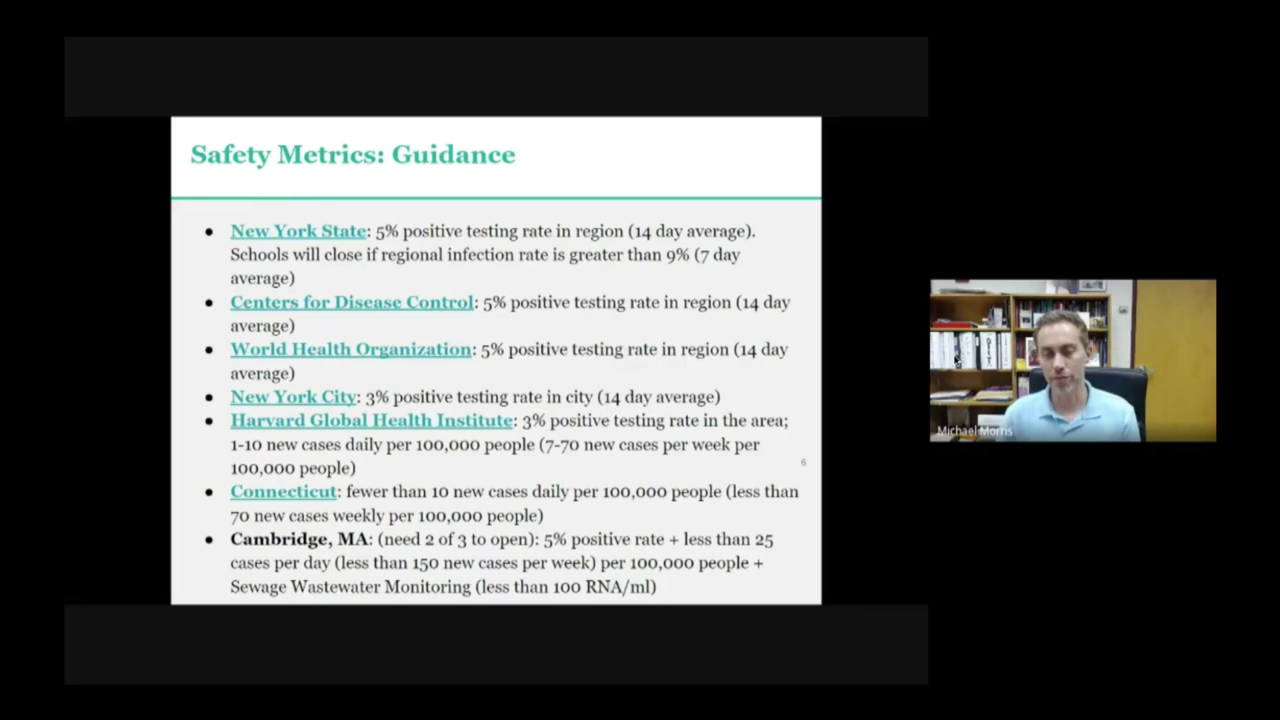 Safety Metrics: Guidance
● New York State: 5% positive testing rate in region (14 day average).
Schools will close if regional infection rate is greater than 9% (7 day
average)
● Centers for Disease Control: 5% positive testing rate in region (14 day
average)
● World Health Organization: 5% positive testing rate in region (14 day
average)
● New York City: 3% positive testing rate in city (14 day average)
● Harvard Global Health Institute: 3% positive testing rate in the area;
1-10 new cases daily per 100,000 people (7-70 new cases per week per
100,000 people)
6
● Connecticut: fewer than 10 new cases daily per 100,000 people (less than
70 new cases weekly per 100,000 people)
● Cambridge, MA: (need 2 of 3 to open): 5% positive rate + less than 25
cases per day (less than 150 new cases per week) per 100,000 people +
Sewage Wastewater Monitoring (less than 100 RNA/ml)
Michael Morris